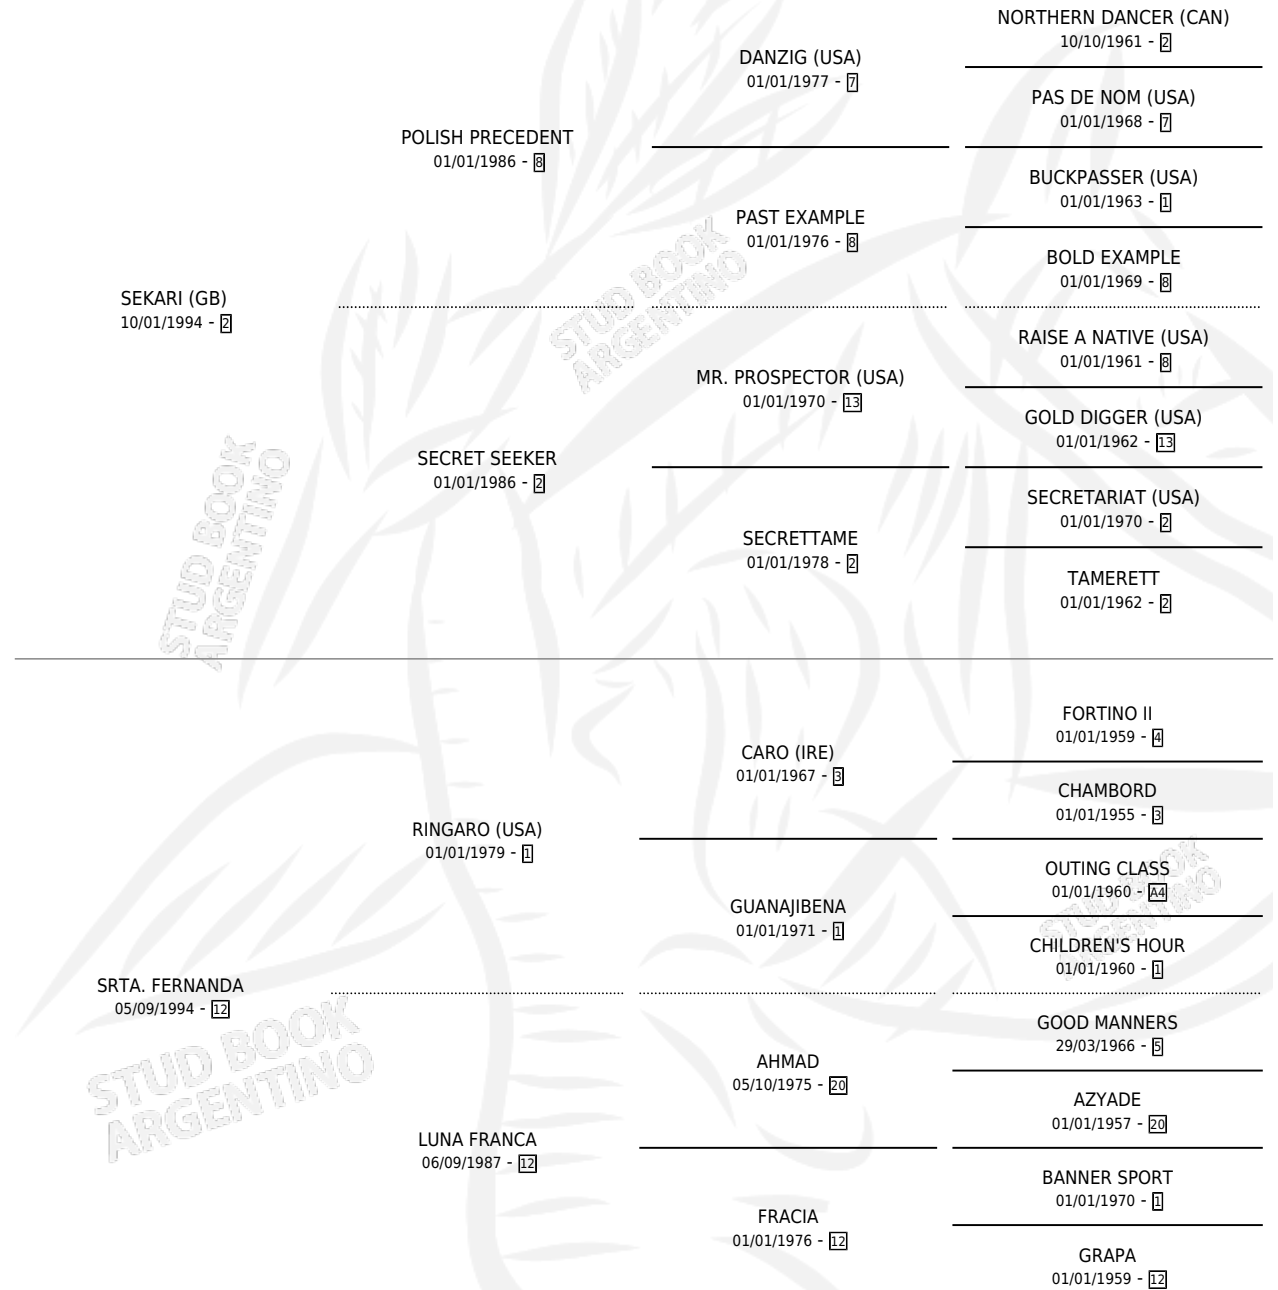 NORTHERN DANCER (CAN)
10/10/1961 - 2
DANZIG (USA)
01/01/1977 - 7
PAS DE NOM (USA)
01/01/1968 - 7
POLISH PRECEDENT
01/01/1986 - 8
BUCKPASSER (USA)
01/01/1963 - 1
PAST EXAMPLE
01/01/1976 - 8
BOLD EXAMPLE
01/01/1969 - 8
SEKARI (GB)
10/01/1994 - 2
STUD BOOK
ARGENTINO
RAISE A NATIVE (USA)
01/01/1961 - 8
MR. PROSPECTOR (USA)
01/01/1970 - 13
GOLD DIGGER (USA)
01/01/1962 - 13
SECRET SEEKER
01/01/1986 - 2
SECRETARIAT (USA)
01/01/1970 - 2
SECRETTAME
01/01/1978 - 2
TAMERETT
01/01/1962 - 2
STUD BOOK
ARGENTINO
FORTINO II
01/01/1959 - 4
CARO (IRE)
01/01/1967 - 3
CHAMBORD
01/01/1955 - 3
RINGARO (USA)
01/01/1979 - 1
OUTING CLASS
01/01/1960 - A4
GUANAJIBENA
01/01/1971 - 1
CHILDREN'S HOUR
01/01/1960 - 1
STUD BOOK
ARGENTINO
SRTA. FERNANDA
05/09/1994 - 12
GOOD MANNERS
29/03/1966 - 5
AHMAD
05/10/1975 - 20
AZYADE
01/01/1957 - 20
STUD BOOK
ARGENTINO
LUNA FRANCA
06/09/1987 - 12
BANNER SPORT
01/01/1970 - 1
FRACIA
01/01/1976 - 12
GRAPA
01/01/1959 - 12